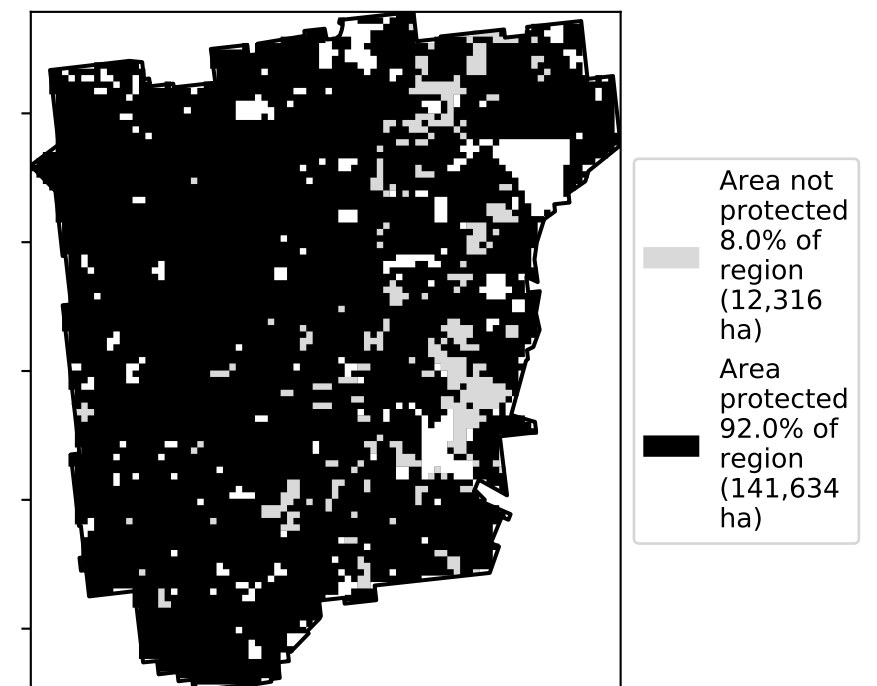 Area not
protected
8.0% of
region
(12,316
ha)
Area
protected
92.0% of
region
(141,634
ha)